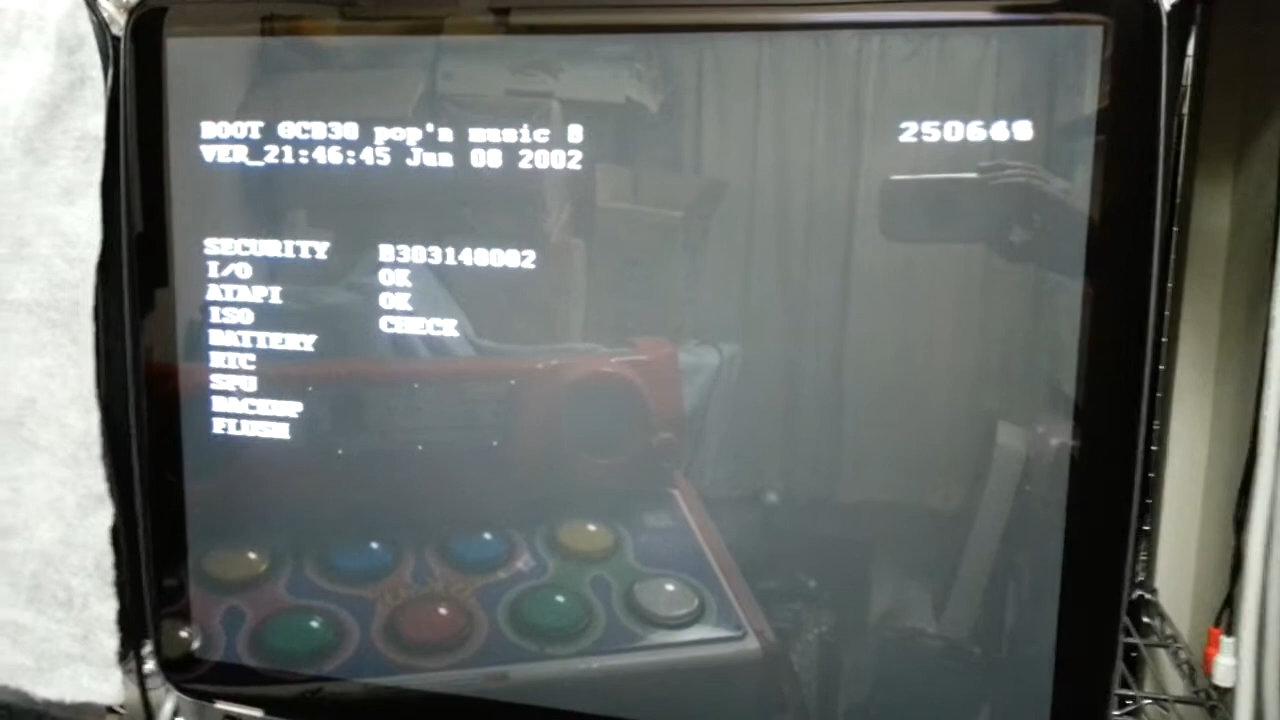 BOOT GCB30 pop'n music 8
VER_21:46:45 Jun 08 2002
SECURITY B303140002
I/O OK
ATAPI OK
ISO CHECK
BATTERY
RTC
SPU
BACKUP
FLUSH